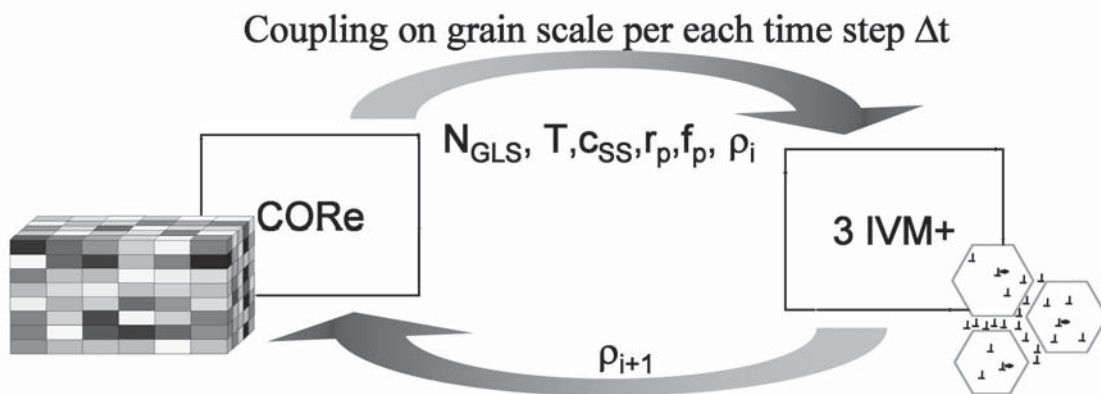 Coupling on grain scale per each time step Δt
N_GLS, T,c_SS,r_p,f_p, ρ_i
CORe
3 IVM+
ρ_i+1